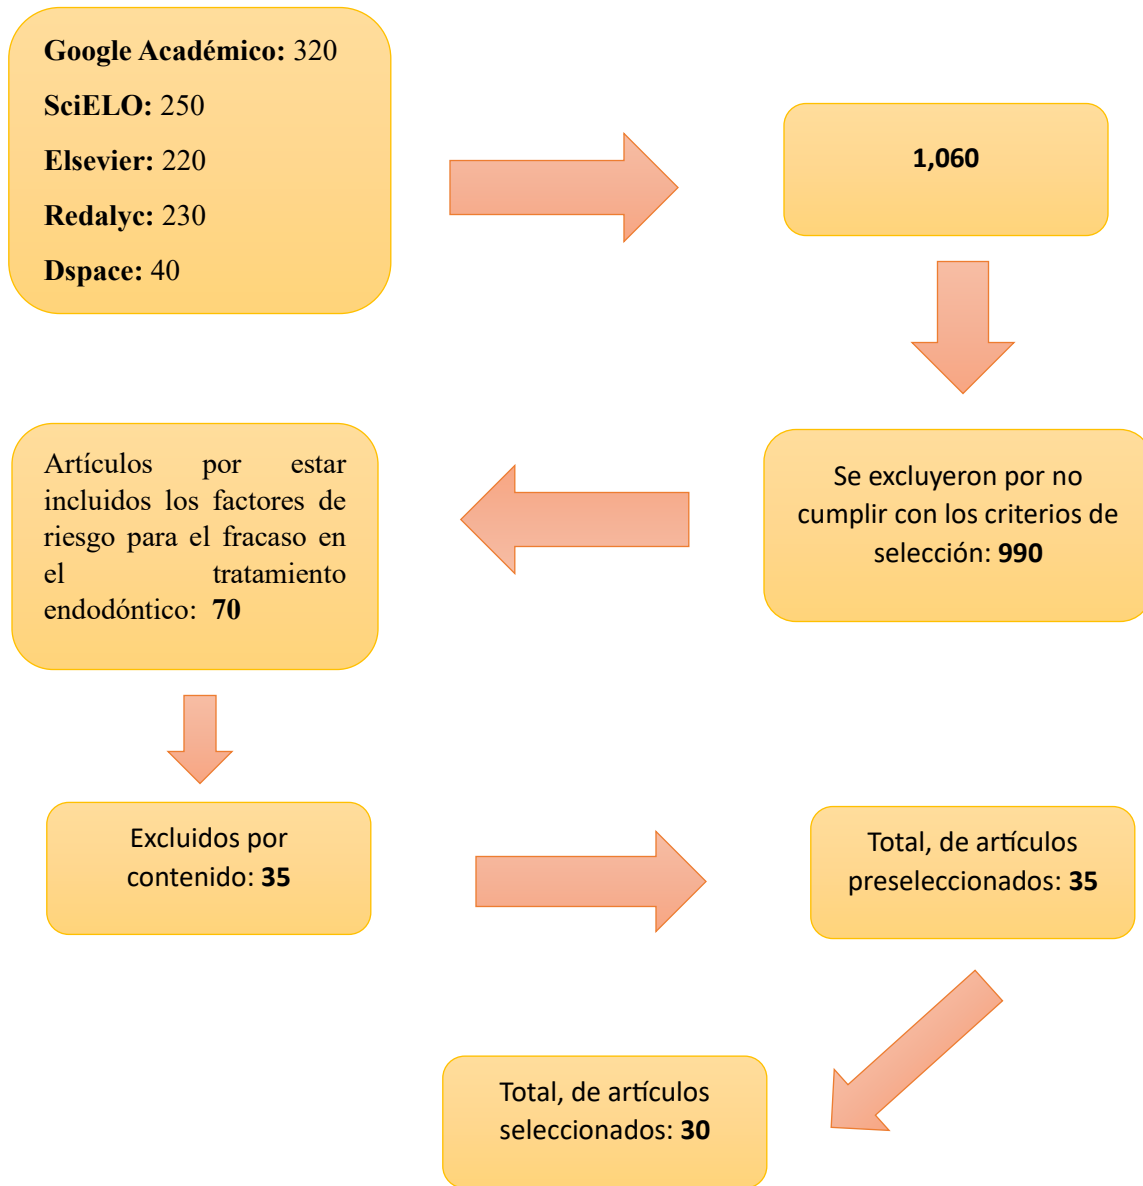 Google Académico: 320
SciELO: 250
Elsevier: 220
Redalyc: 230
Dspace: 40
1,060
Se excluyeron por no
cumplir con los criterios de
selección: 990
Artículos por estar
incluidos los factores de
riesgo para el fracaso en
el tratamiento
endodóntico: 70
Excluidos por
contenido: 35
Total, de artículos
preseleccionados: 35
Total, de artículos
seleccionados: 30